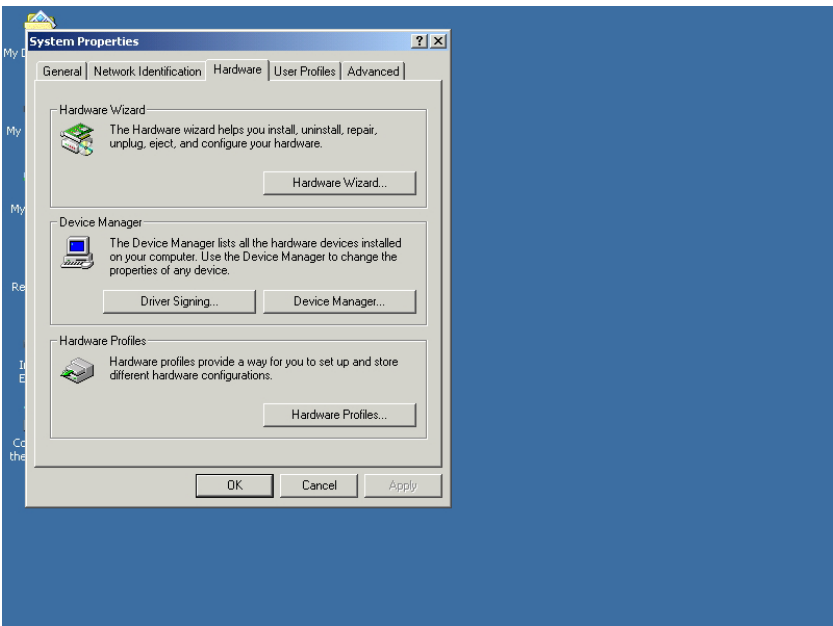 System Properties
My D
General
Network Identification
Hardware
User Profiles
Advanced
Hardware Wizard
The Hardware wizard helps you install, uninstall, repair,
unplug, eject, and configure your hardware.
My
Hardware Wizard...
My
Device Manager
The Device Manager lists all the hardware devices installed
on your computer. Use the Device Manager to change the
properties of any device.
Re
Driver Signing...
Device Manager...
Hardware Profiles
Hardware profiles provide a way for you to set up and store
different hardware configurations.
In
E
Hardware Profiles...
Co
the
OK
Cancel
Apply